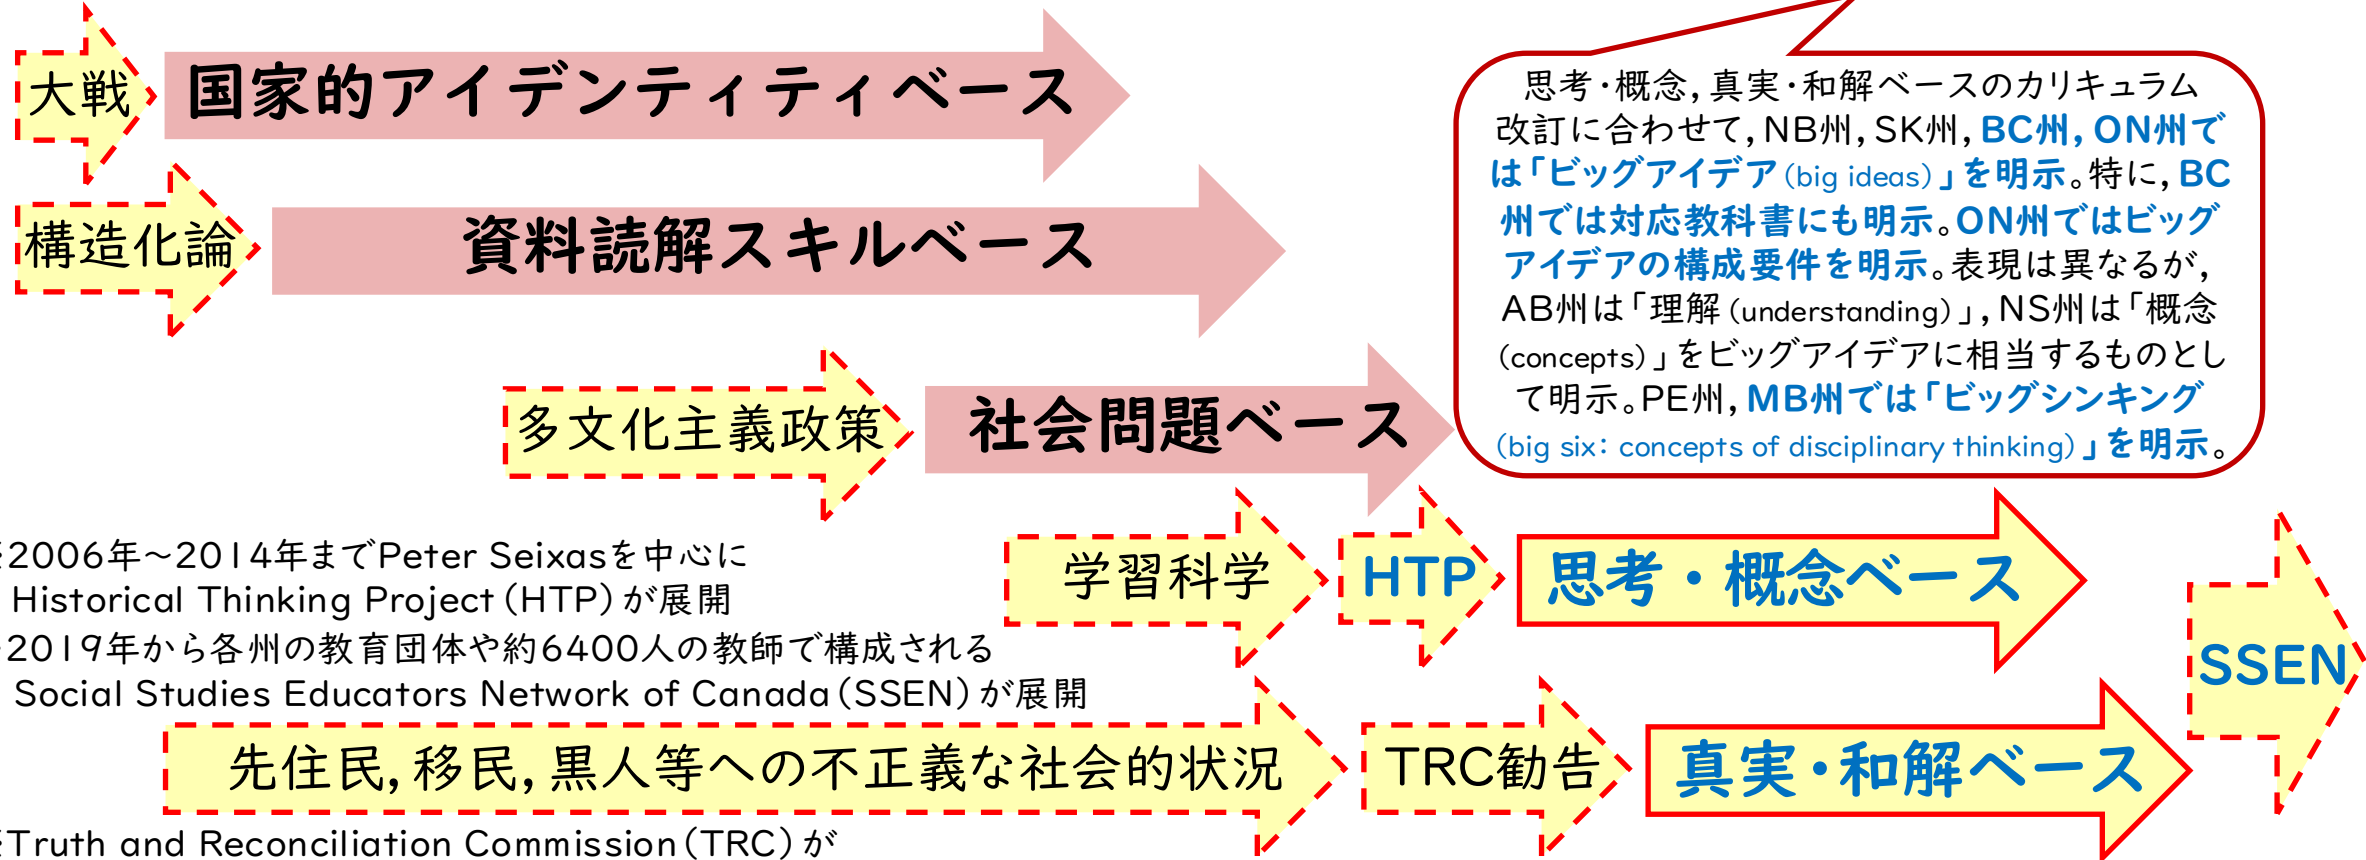 大戦
国家的アイデンティティベース
構造化論
資料読解スキルベース
多文化主義政策
社会問題ベース
思考・概念，真実・和解ベースのカリキュラム
改訂に合わせて，NB州，SK州，BC州，ON州で
は「ビッグアイデア（big ideas）」を明示。特に，BC
州では対応教科書にも明示。ON州ではビッグ
アイデアの構成要件を明示。表現は異なるが，
AB州は「理解（understanding）」，NS州は「概念
（concepts）」をビッグアイデアに相当するものとし
て明示。PE州，MB州では「ビッグシンキング
（big six: concepts of disciplinary thinking）」を明示。
学習科学
HTP
思考・概念ベース
SSEN
※2006年～2014年までPeter Seixasを中心に
Historical Thinking Project（HTP）が展開
2019年から各州の教育団体や約6400人の教師で構成される
Social Studies Educators Network of Canada（SSEN）が展開
先住民，移民，黒人等への不正義な社会的状況
TRC勧告
真実・和解ベース
※Truth and Reconciliation Commission（TRC）が